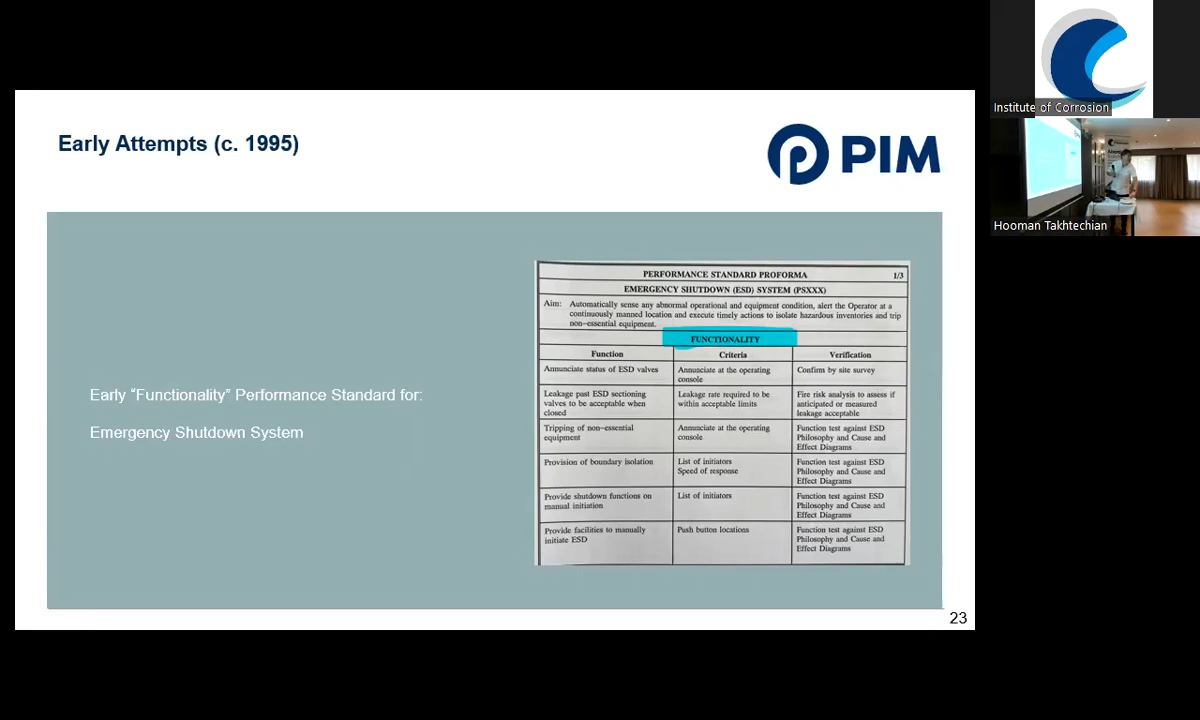 Early Attempts (c. 1995)
PIM
PERFORMANCE STANDARD PROFORMA 1/3
EMERGENCY SHUTDOWN (ESD) SYSTEM (PSXXX)
Aim: Automatically sense any abnormal operational and equipment condition, alert the Operator at a
continuously manned location and execute timely actions to isolate hazardous inventories and trip
non-essential equipment.
FUNCTIONALITY
Function Criteria Verification
Annunciate status of ESD valves
Annunciate at the operating
console
Confirm by site survey
Leakage past ESD sectioning
valves to be acceptable when
closed
Leakage rate required to be
within acceptable limits
Fire risk analysis to assess if
anticipated or measured
leakage acceptable
Tripping of non-essential
equipment
Annunciate at the operating
console
Function test against ESD
Philosophy and Cause and
Effect Diagrams
Provision of boundary isolation
List of initiators
Speed of response
Function test against ESD
Philosophy and Cause and
Effect Diagrams
Provide shutdown functions on
manual initiation
List of initiators
Function test against ESD
Philosophy and Cause and
Effect Diagrams
Provide facilities to manually
initiate ESD
Push button locations
Function test against ESD
Philosophy and Cause and
Effect Diagrams
Early “Functionality” Performance Standard for:
Emergency Shutdown System
23
Institute of Corrosion
Hooman Takhtechian